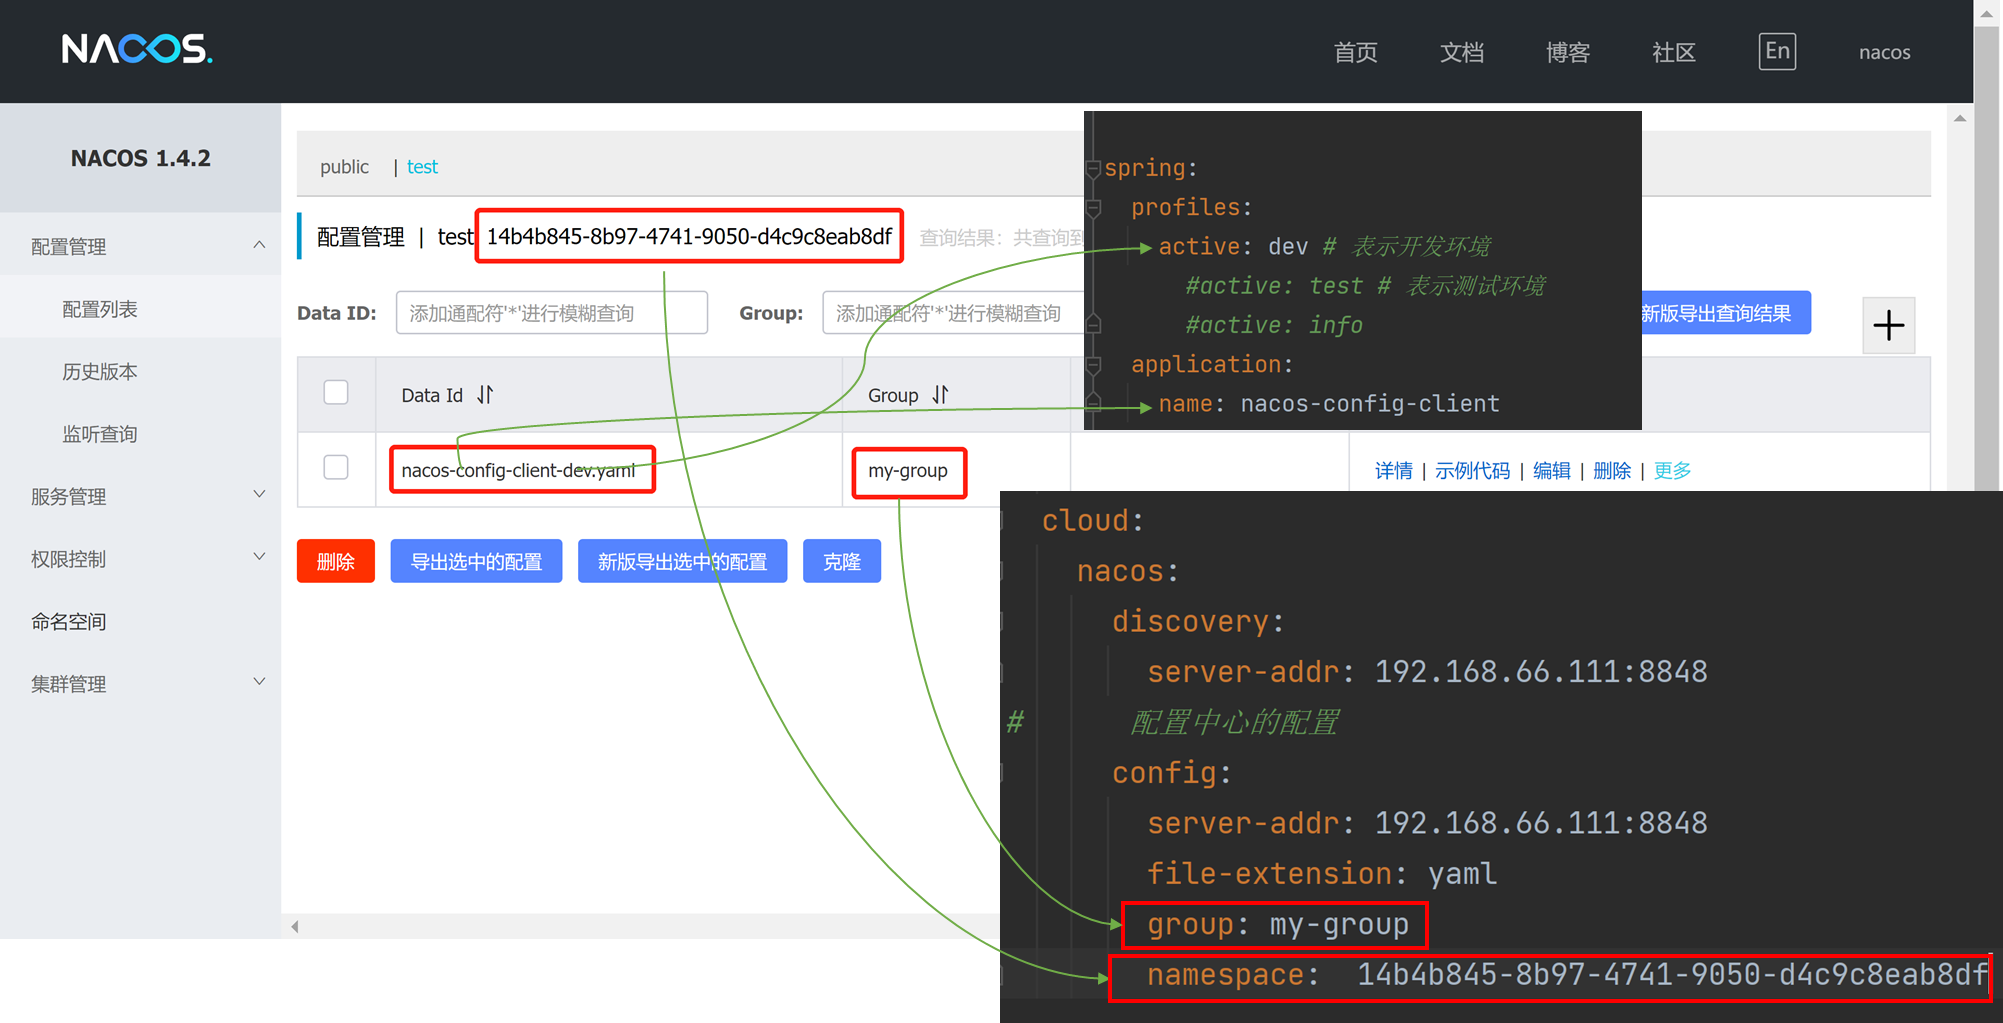 NACOS.
首页 文档 博客 社区 En nacos
NACOS 1.4.2
配置管理
配置列表
历史版本
监听查询
服务管理
权限控制
命名空间
集群管理
public | test
配置管理 | test 14b4b845-8b97-4741-9050-d4c9c8eab8df 查询结果：共查询到
Data ID: 添加通配符'*'进行模糊查询 Group: 添加通配符'*'进行模糊查询 新版导出查询结果 +
Data Id Group
nacos-config-client-dev.yaml my-group 详情 | 示例代码 | 编辑 | 删除 | 更多
删除 导出选中的配置 新版导出选中的配置 克隆
spring:
profiles:
active: dev # 表示开发环境
#active: test # 表示测试环境
#active: info
application:
name: nacos-config-client
cloud:
nacos:
discovery:
server-addr: 192.168.66.111:8848
# 配置中心的配置
config:
server-addr: 192.168.66.111:8848
file-extension: yaml
group: my-group
namespace: 14b4b845-8b97-4741-9050-d4c9c8eab8df